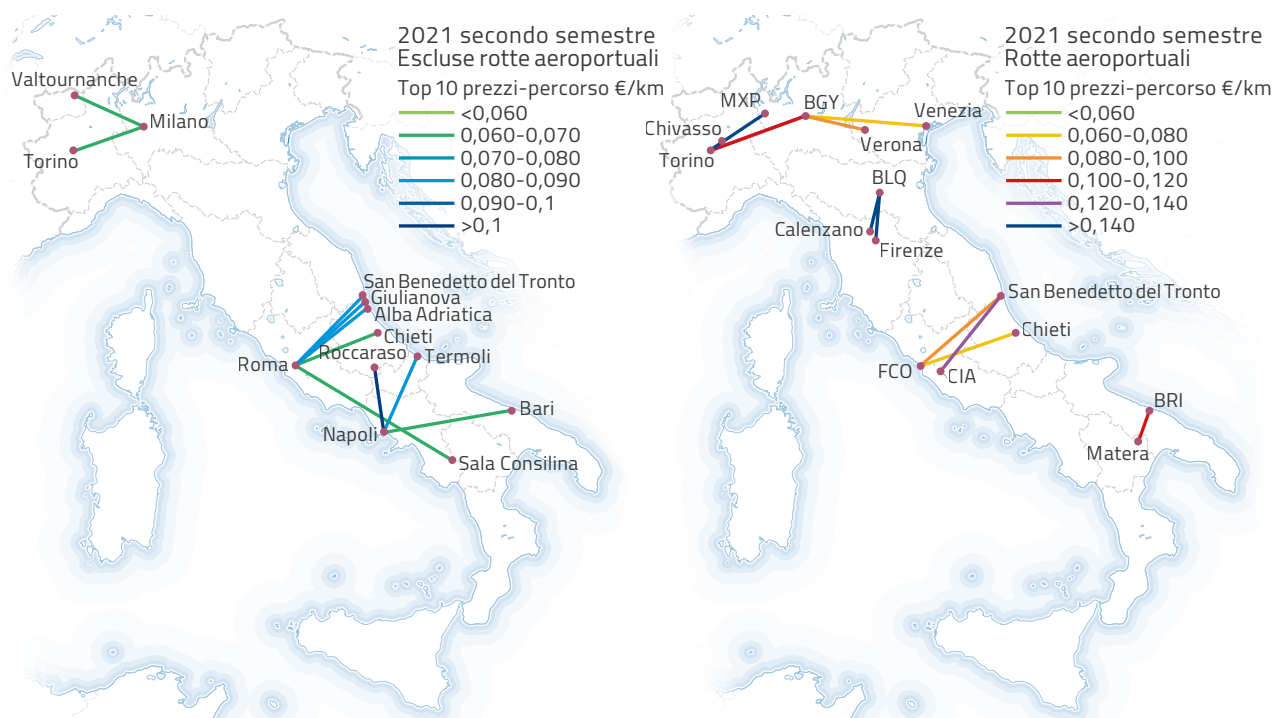 2021 secondo semestre
Escluse rotte aeroportuali
Top 10 prezzi-percorso €/km
<0,060
0,060-0,070
0,070-0,080
0,080-0,090
0,090-0,1
>0,1
Valtournanche
Milano
Torino
San Benedetto del Tronto
Giulianova
Alba Adriatica
Chieti
Roccaraso
Termoli
Roma
Bari
Napoli
Sala Consilina
2021 secondo semestre
Rotte aeroportuali
Top 10 prezzi-percorso €/km
<0,060
0,060-0,080
0,080-0,100
0,100-0,120
0,120-0,140
>0,140
MXP
BGY
Venezia
Chivasso
Verona
Torino
BLQ
Calenzano
Firenze
San Benedetto del Tronto
Chieti
FCO
CIA
BRI
Matera